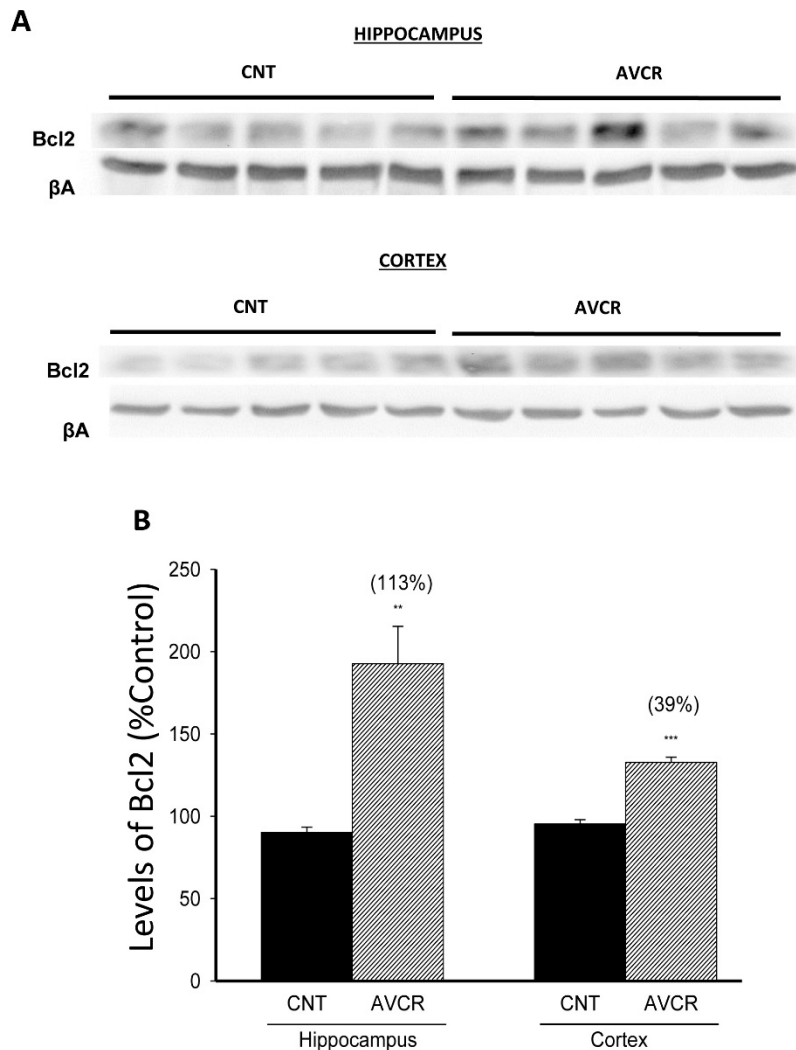 A
HIPPOCAMPUS
CNT AVCR
Bcl2
βA
CORTEX
CNT AVCR
Bcl2
βA
B
Levels of Bcl2 (%Control)
250
200
150
100
50
0
(113%)
**
(39%)
***
CNT AVCR CNT AVCR
Hippocampus Cortex